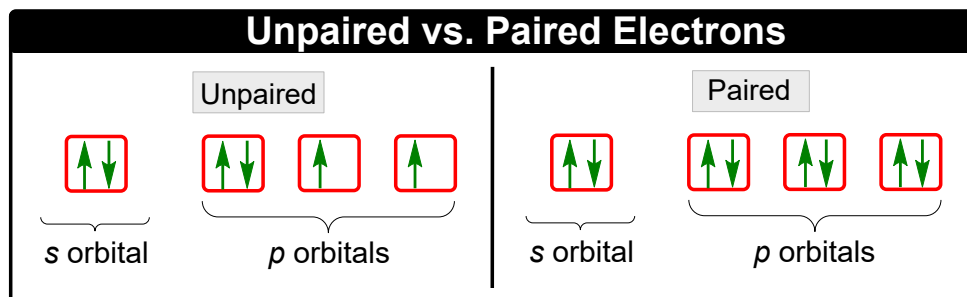 Unpaired vs. Paired Electrons
Unpaired
s orbital
p orbitals
Paired
s orbital
p orbitals